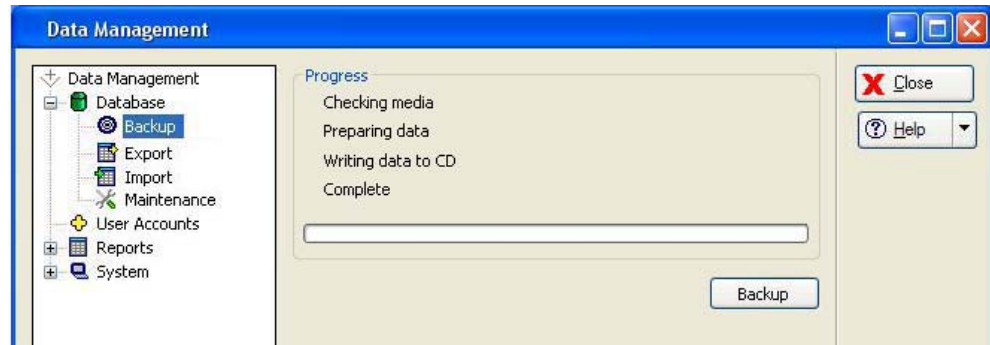 Data Management
Data Management
Database
Backup
Export
Import
Maintenance
User Accounts
Reports
System
Progress
Checking media
Preparing data
Writing data to CD
Complete
Backup
Close
Help